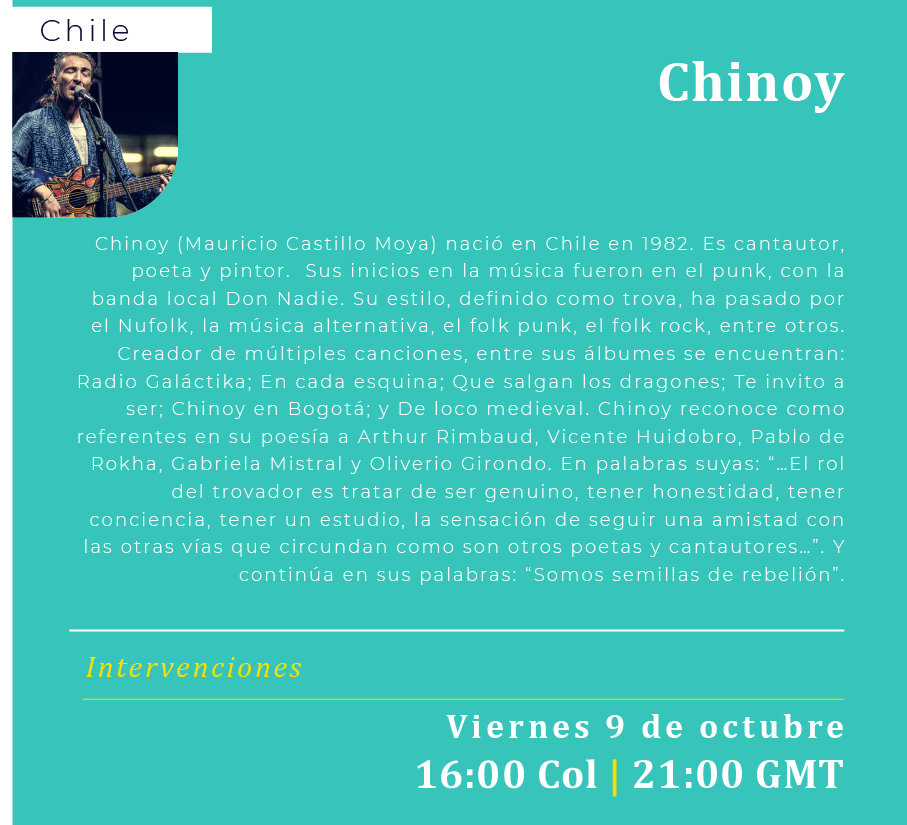 Chile
Chinoy
Chinoy (Mauricio Castillo Moya) nació en Chile en 1982. Es cantautor,
poeta y pintor.  Sus inicios en la música fueron en el punk, con la
banda local Don Nadie. Su estilo, definido como trova, ha pasado por
el Nufolk, la música alternativa, el folk punk, el folk rock, entre otros.
Creador de múltiples canciones, entre sus álbumes se encuentran:
Radio Galáctika; En cada esquina; Que salgan los dragones; Te invito a
ser; Chinoy en Bogotá; y De loco medieval. Chinoy reconoce como
referentes en su poesía a Arthur Rimbaud, Vicente Huidobro, Pablo de
Rokha, Gabriela Mistral y Oliverio Girondo. En palabras suyas: “…El rol
del trovador es tratar de ser genuino, tener honestidad, tener
conciencia, tener un estudio, la sensación de seguir una amistad con
las otras vías que circundan como son otros poetas y cantautores…”. Y
continúa en sus palabras: “Somos semillas de rebelión”.
Intervenciones
Viernes 9 de octubre
16:00 Col | 21:00 GMT